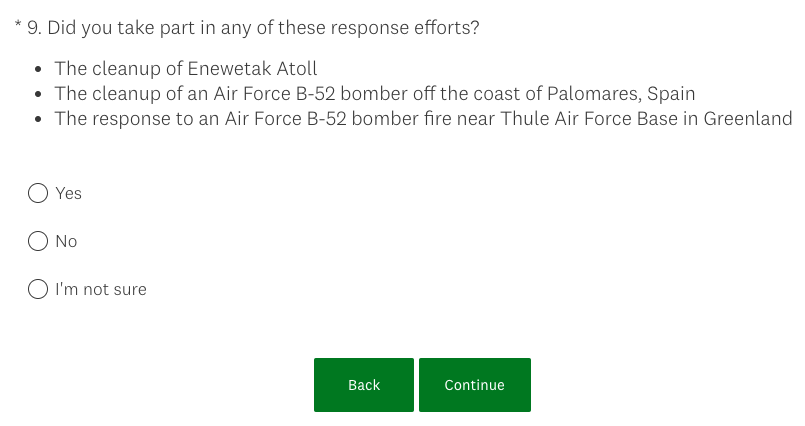 * 9. Did you take part in any of these response efforts?
• The cleanup of Enewetak Atoll
• The cleanup of an Air Force B-52 bomber off the coast of Palomares, Spain
• The response to an Air Force B-52 bomber fire near Thule Air Force Base in Greenland
Yes
No
I'm not sure
Back Continue